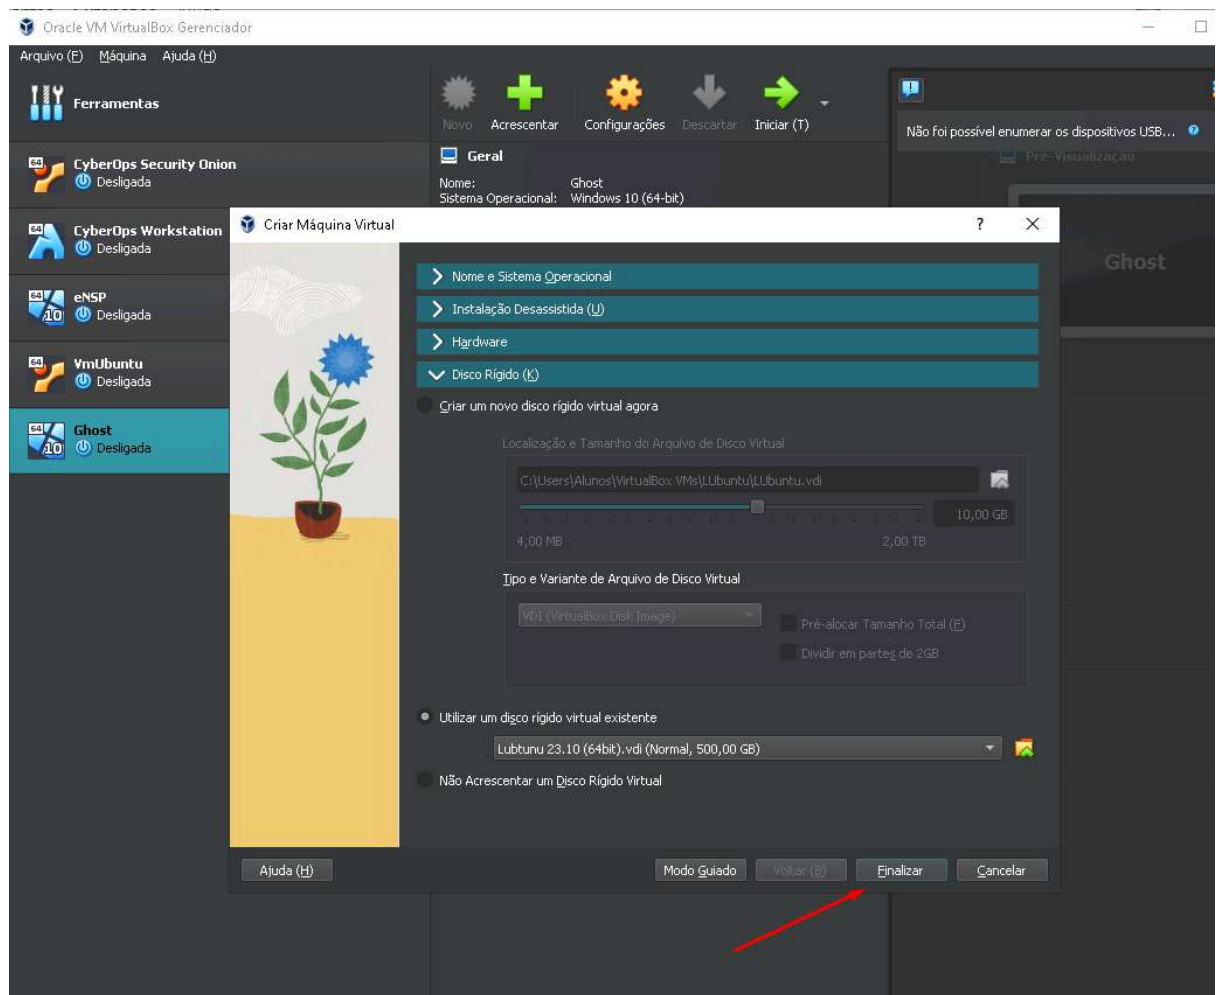 Oracle VM VirtualBox Gerenciador
Arquivo (F) Máquina Ajuda (H)
Ferramentas
Novo Acrescentar Configurações Descartar Iniciar (T)
Não foi possível enumerar os dispositivos USB...
64 CyberOps Security Onion
Desligada
Geral
Pré-Visualização
Nome: Ghost
Sistema Operacional: Windows 10 (64-bit)
64 CyberOps Workstation
Desligada
Criar Máquina Virtual ? X
Ghost
Nome e Sistema Operacional
64 eNSP
10 Desligada
Instalação Desassistida (U)
Hardware
64 VmUbuntu
Desligada
Disco Rígido (K)
Criar um novo disco rígido virtual agora
64 Ghost
10 Desligada
Localização e Tamanho do Arquivo de Disco Virtual
C:\Users\Alunos\VirtualBox VMs\LUbuntu\LUbuntu.vdi
10,00 GB
4,00 MB 2,00 TB
Tipo e Variante de Arquivo de Disco Virtual
VDI (VirtualBox Disk Image)
Pré-alocar Tamanho Total (F)
Dividir em partes de 2GB
Utilizar um disco rígido virtual existente
Lubtunu 23.10 (64bit).vdi (Normal, 500,00 GB)
Não Acrescentar um Disco Rígido Virtual
Ajuda (H) Modo Guiado Voltar (B) Finalizar Cancelar